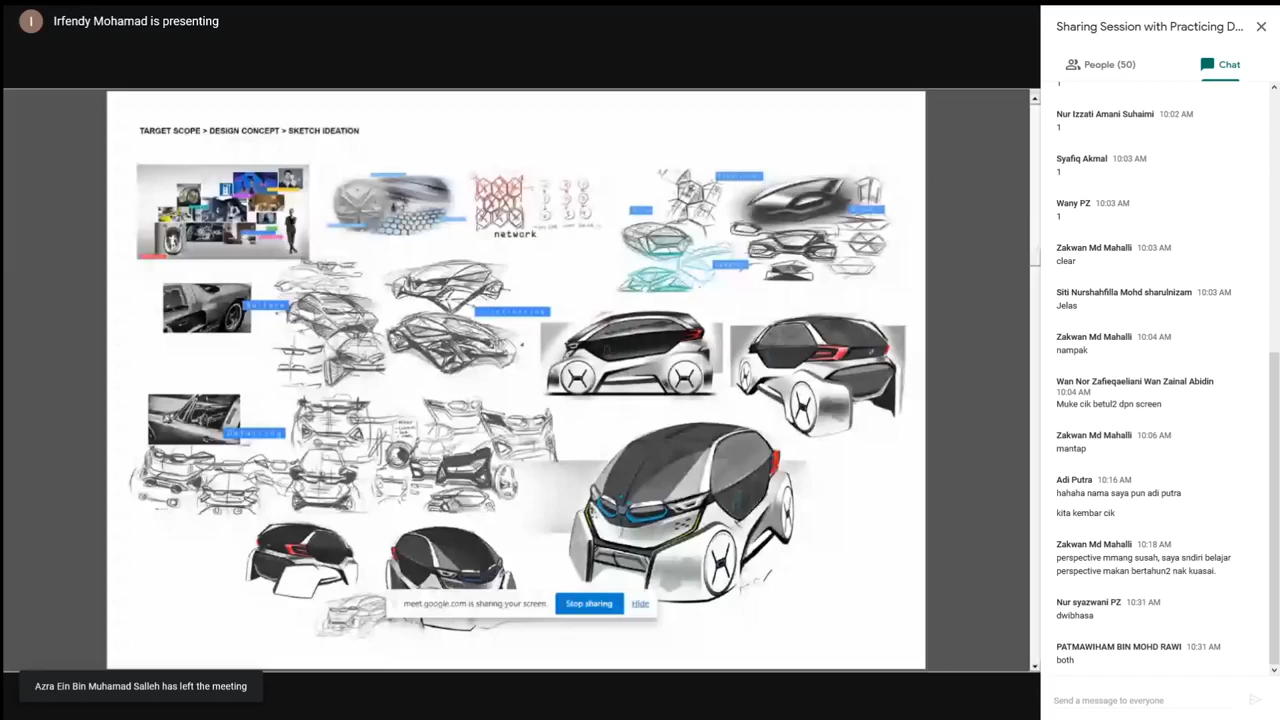 Irfendy Mohamad is presenting
TARGET SCOPE > DESIGN CONCEPT > SKETCH IDEATION
network
Detailing
meet.google.com is sharing your screen.
Stop sharing
Hide
Azra Ein Bin Muhamad Salleh has left the meeting
Sharing Session with Practicing D...
People (50)
Chat
1
Nur Izzati Amani Suhaimi 10:02 AM
1
Syafiq Akmal 10:03 AM
1
Wany PZ 10:03 AM
1
Zakwan Md Mahalli 10:03 AM
clear
Siti Nurshahfilla Mohd sharulnizam 10:03 AM
Jelas
Zakwan Md Mahalli 10:04 AM
nampak
Wan Nor Zafieqaeliani Wan Zainal Abidin
10:04 AM
Muke cik betul2 dpn screen
Zakwan Md Mahalli 10:06 AM
mantap
Adi Putra 10:16 AM
hahaha nama saya pun adi putra
kita kembar cik
Zakwan Md Mahalli 10:18 AM
perspective mmang susah, saya sndiri belajar
perspective makan bertahun2 nak kuasai.
Nur syazwani PZ 10:31 AM
dwibhasa
PATMAWIHAM BIN MOHD RAWI 10:31 AM
both
Send a message to everyone